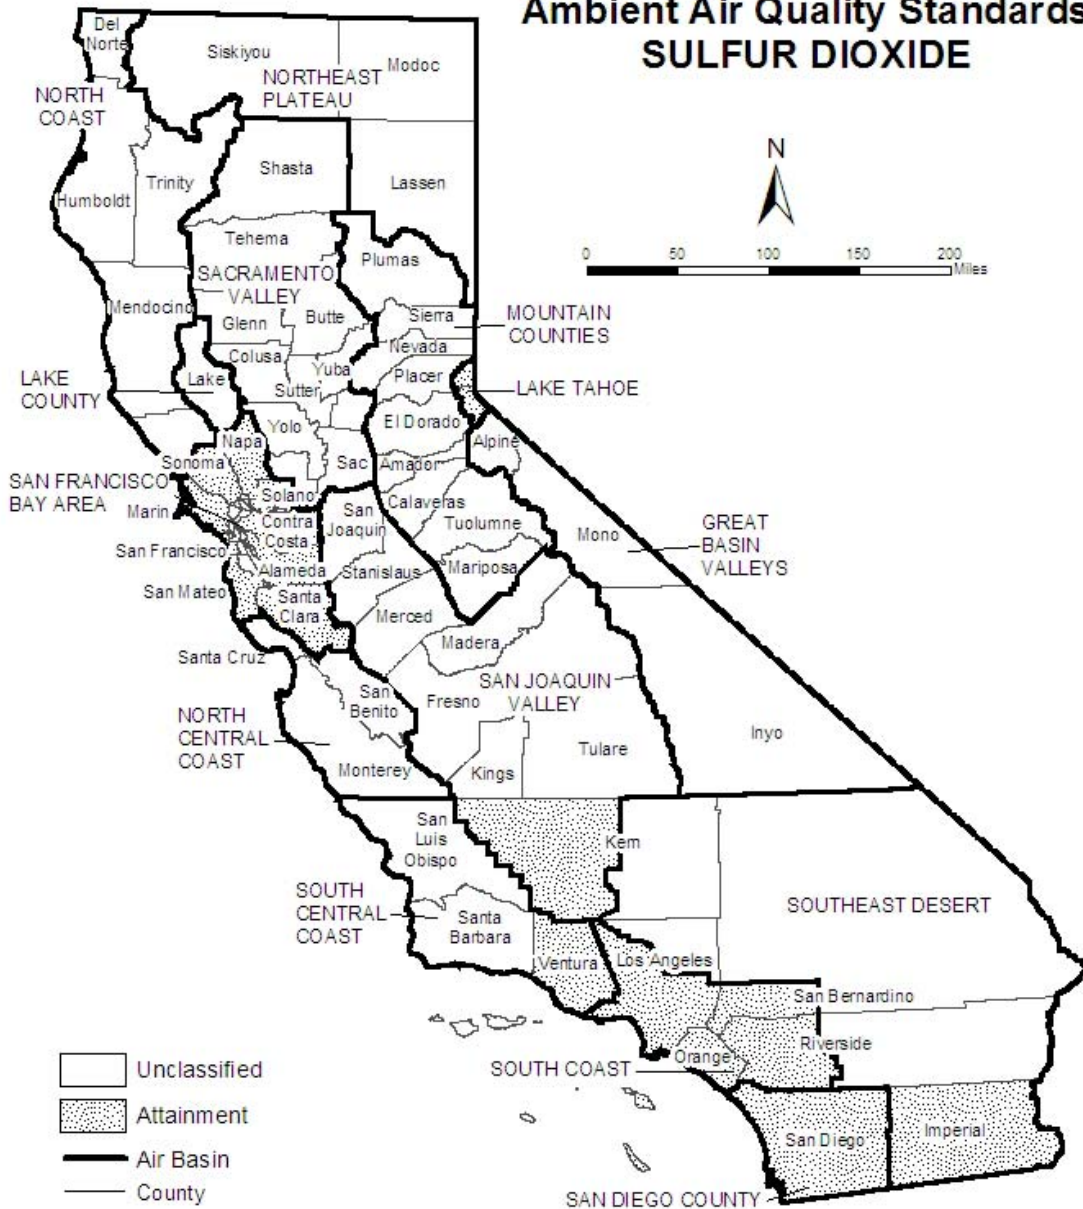 Ambient Air Quality Standards
SULFUR DIOXIDE
N
0 50 100 150 200
Miles
Del
Norte
Siskiyou
Modoc
NORTHEAST
PLATEAU
NORTH
COAST
Shasta
Trinity
Lassen
Humboldt
Tehema
Plumas
SACRAMENTO
VALLEY
Mendocino
Glenn
Butte
Sierra
MOUNTAIN
COUNTIES
Nevada
Colusa
Yuba
Placer
LAKE
COUNTY
Lake
Sutter
LAKE TAHOE
Yolo
El Dorado
Napa
Alpine
Sonoma
Sac
Amador
SAN FRANCISCO
BAY AREA
Solano
Calaveras
Marin
Contra
Costa
San
Joaquin
Tuolumne
Mono
GREAT
BASIN
VALLEYS
San Francisco
Alameda
Stanislaus
Mariposa
San Mateo
Santa
Clara
Merced
Madera
Santa Cruz
San
Benito
Fresno
SAN JOAQUIN
VALLEY
NORTH
CENTRAL
COAST
Inyo
Tulare
Monterey
Kings
San
Luis
Obispo
Kern
SOUTH
CENTRAL
COAST
SOUTHEAST DESERT
Santa
Barbara
Ventura
Los Angeles
San Bernardino
Riverside
Orange
SOUTH COAST
Unclassified
Attainment
San Diego
Imperial
Air Basin
County
SAN DIEGO COUNTY